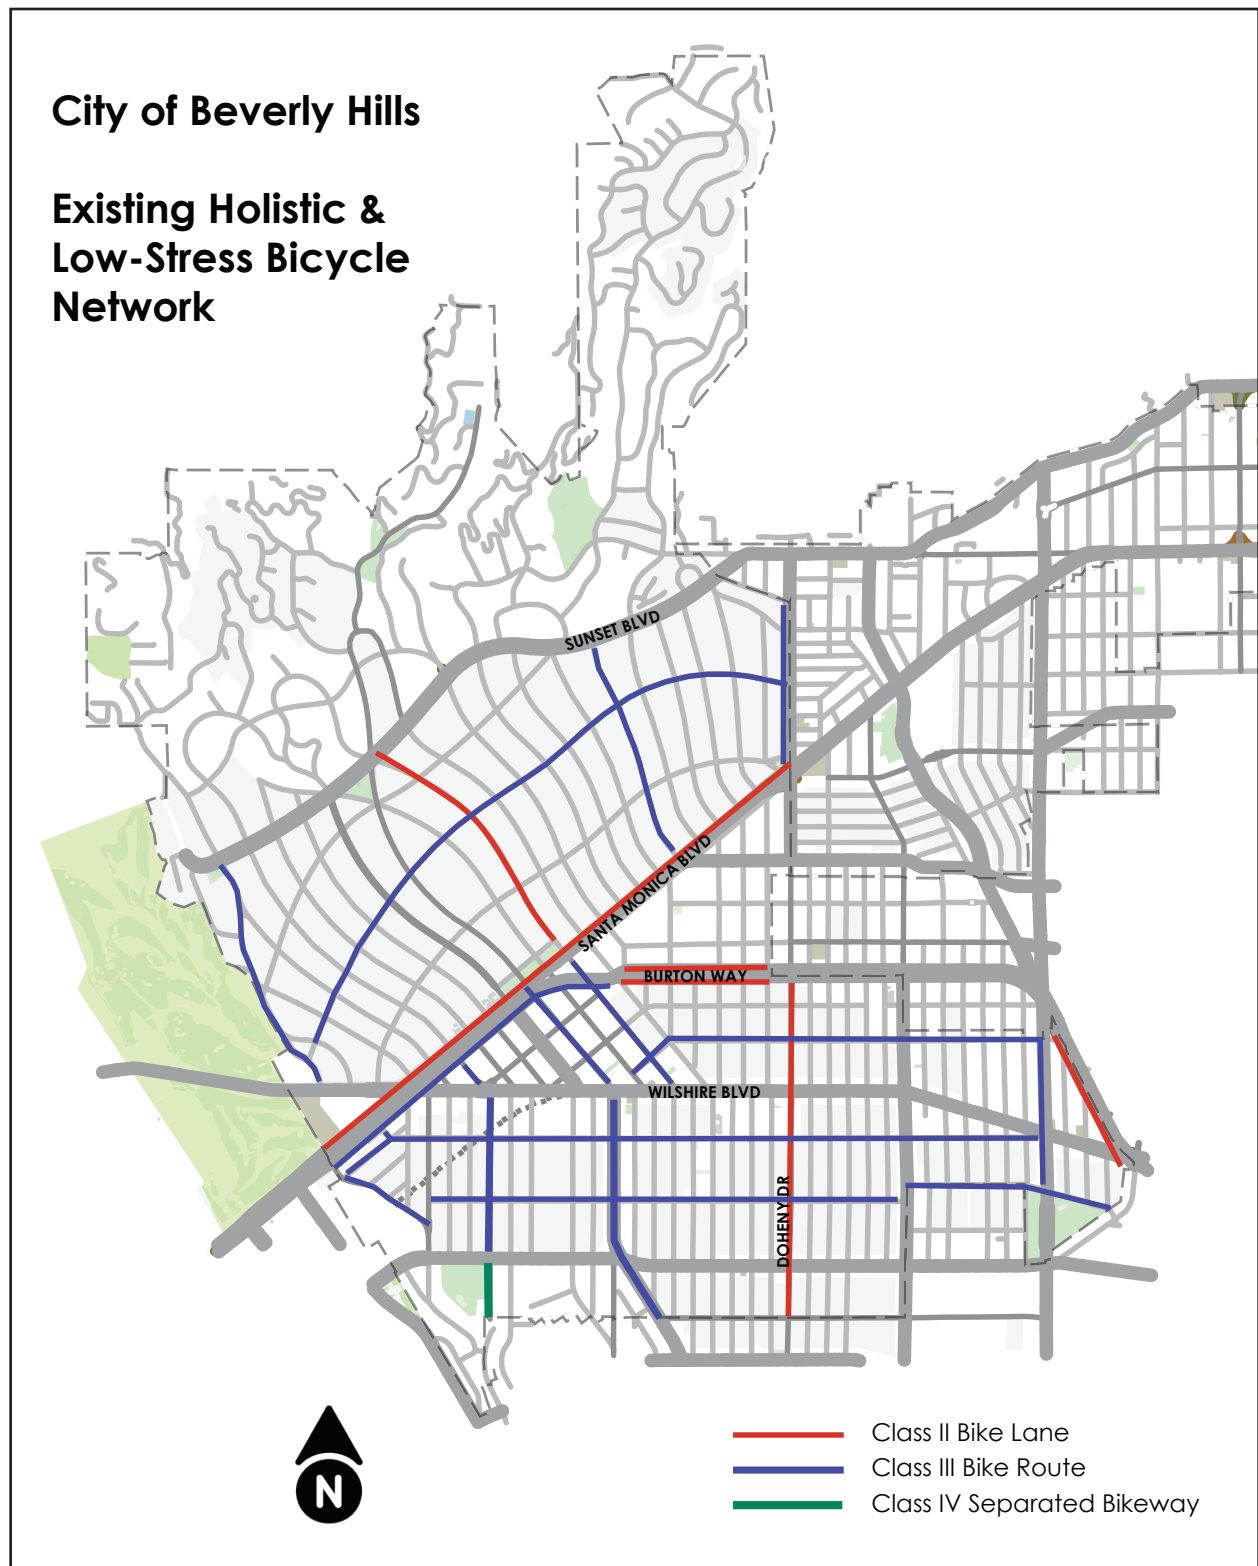 City of Beverly Hills
Existing Holistic &
Low-Stress Bicycle
Network
SUNSET BLVD
SANTA MONICA BLVD
BURTON WAY
WILSHIRE BLVD
DOHENY DR
N
Class II Bike Lane
Class III Bike Route
Class IV Separated Bikeway